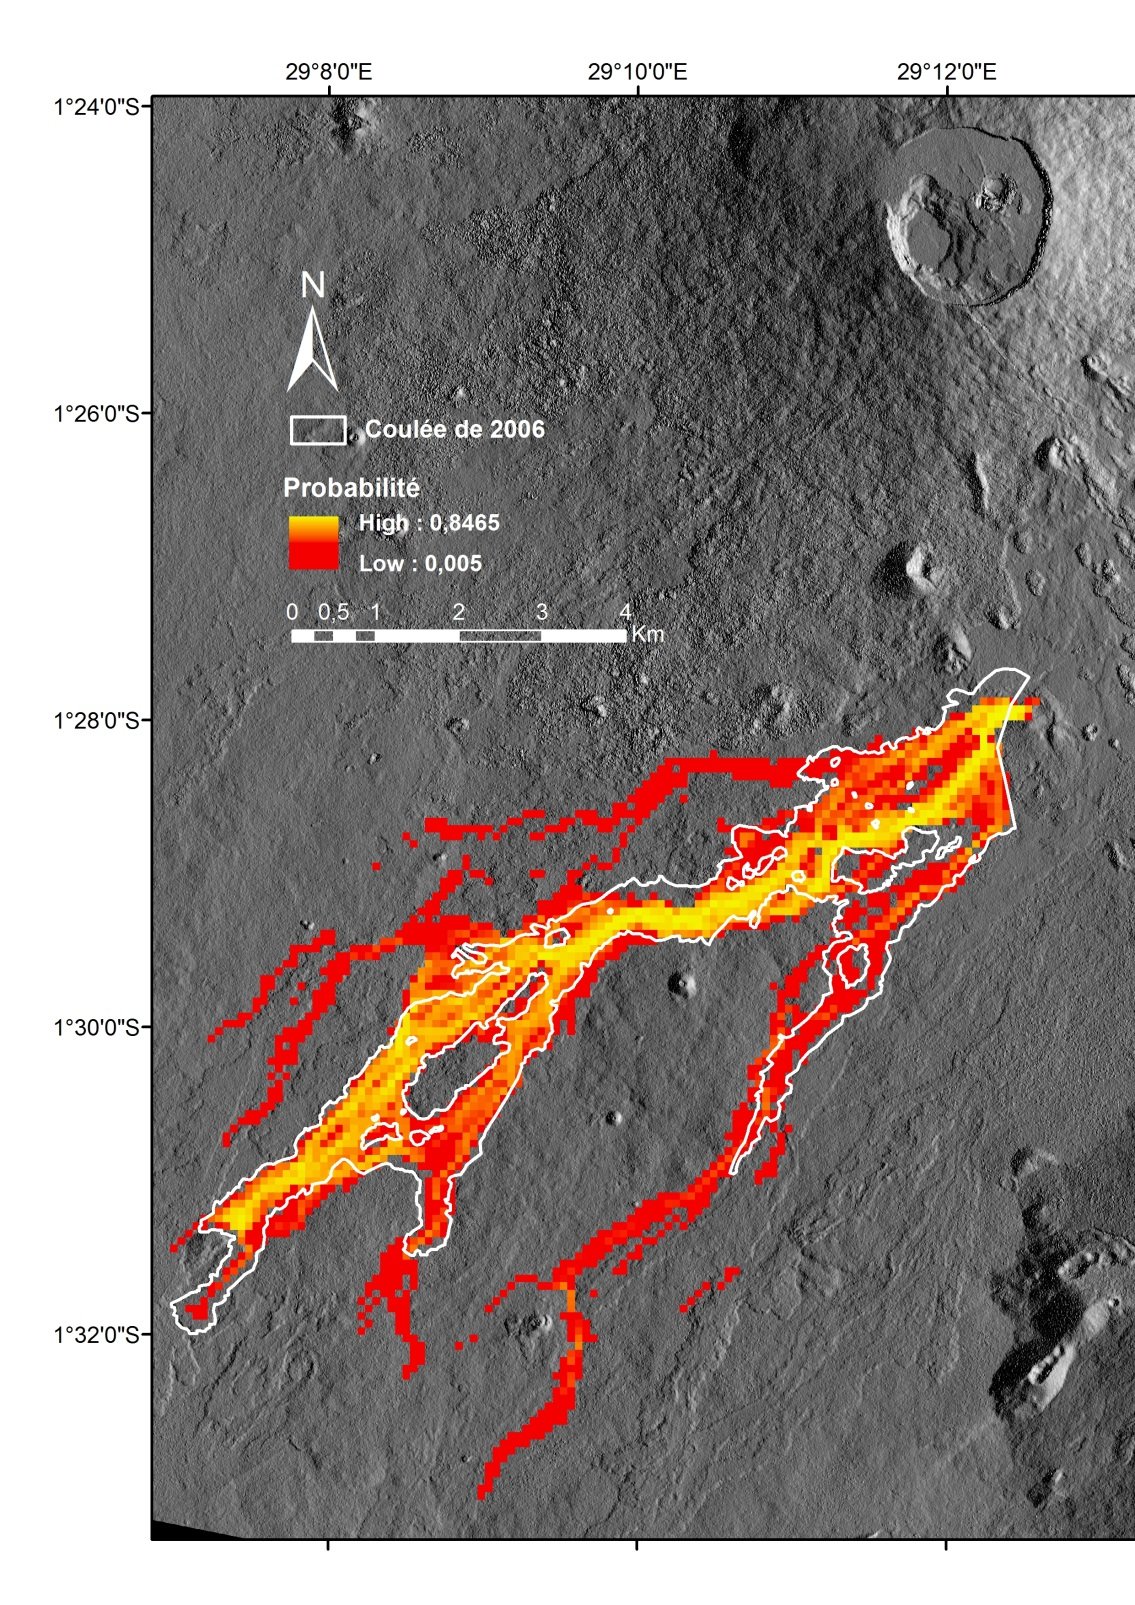 29°8'0"E 29°10'0"E 29°12'0"E
1°24'0"S
N
1°26'0"S
Coulée de 2006
Probabilité
High : 0,8465
Low : 0,005
0 0,5 1 2 3 4
Km
1°28'0"S
1°30'0"S
1°32'0"S